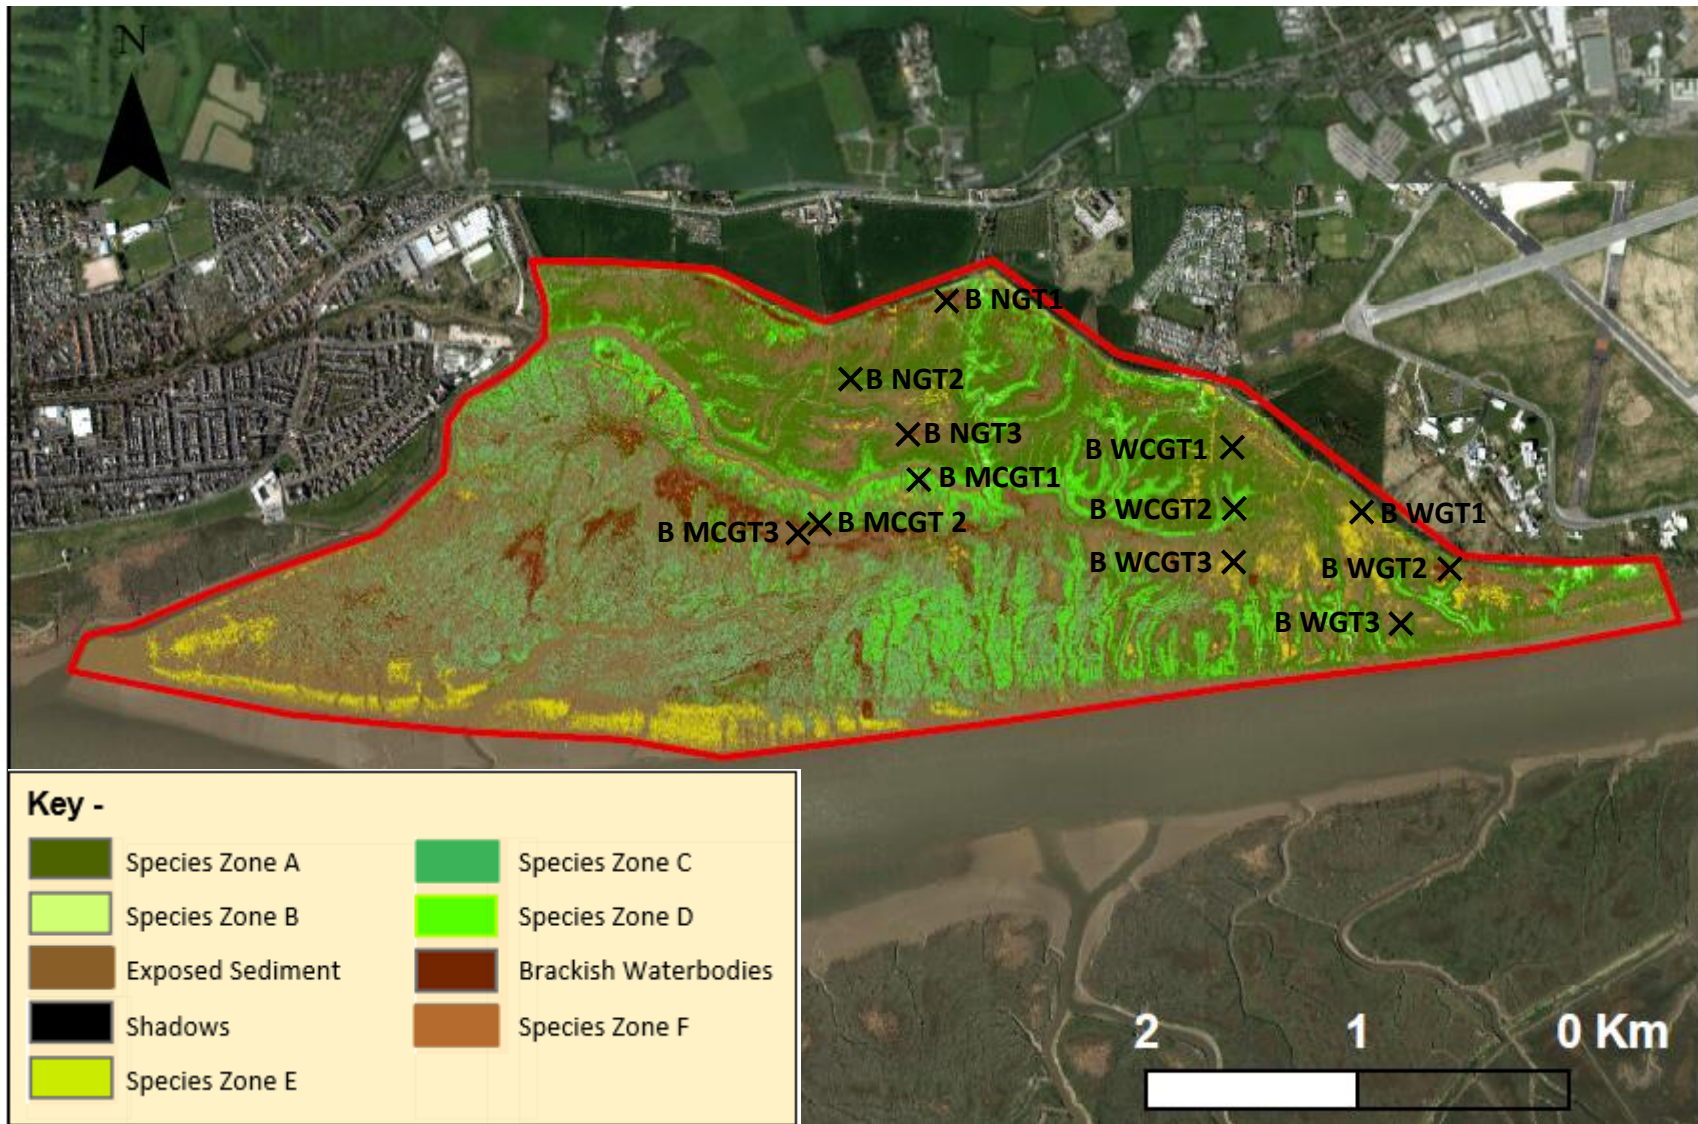 N
B NGT1
B NGT2
B NGT3
B WCGT1
B MCGT1
B WCGT2
B WGT1
B MCGT3
B MCGT 2
B WCGT3
B WGT2
B WGT3
Key -
Species Zone A
Species Zone C
Species Zone B
Species Zone D
Exposed Sediment
Brackish Waterbodies
Shadows
Species Zone F
Species Zone E
2 1 0 Km